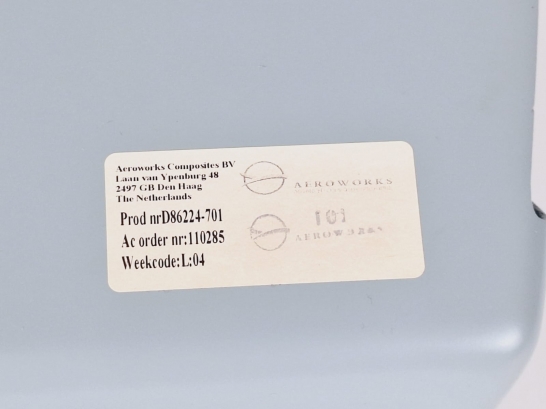 Aeroworks Composites BV
Laan van Ypenburg 48
2497 GB Den Haag
The Netherlands
Prod nrD86224-701
Ac order nr:110285
Weekcode:L:04
AEROWORKS
101